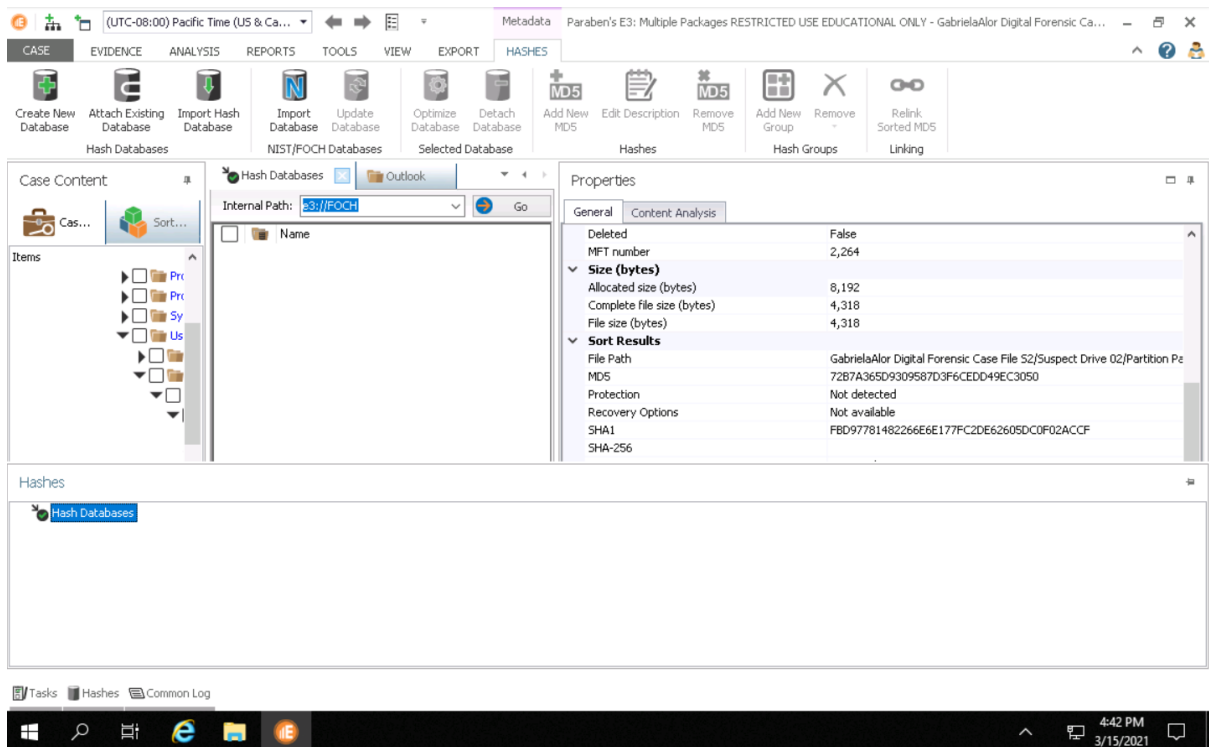 (UTC-08:00) Pacific Time (US & Ca...
Metadata
Paraben's E3: Multiple Packages RESTRICTED USE EDUCATIONAL ONLY - GabrielaAlor Digital Forensic Ca...
CASE EVIDENCE ANALYSIS REPORTS TOOLS VIEW EXPORT HASHES
Create New Database
Attach Existing Database
Import Hash Database
Import Database
Update Database
Optimize Database
Detach Database
Add New MD5
Edit Description
Remove MD5
Add New Group
Remove
Relink Sorted MD5
Hash Databases
NIST/FOCH Databases
Selected Database
Hashes
Hash Groups
Linking
Case Content
Cas...
Sort...
Items
Pro
Pro
Sy
Us
Hash Databases
Outlook
Internal Path: e3://FOCH
Go
Name
Properties
General
Content Analysis
Deleted False
MFT number 2,264
Size (bytes)
Allocated size (bytes) 8,192
Complete file size (bytes) 4,318
File size (bytes) 4,318
Sort Results
File Path GabrielaAlor Digital Forensic Case File S2/Suspect Drive 02/Partition Pa
MD5 72B7A365D9309587D3F6CEDD49EC3050
Protection Not detected
Recovery Options Not available
SHA1 FBD97781482266E6E177FC2DE62605DC0F02ACCF
SHA-256
Hashes
Hash Databases
Tasks
Hashes
Common Log
4:42 PM
3/15/2021